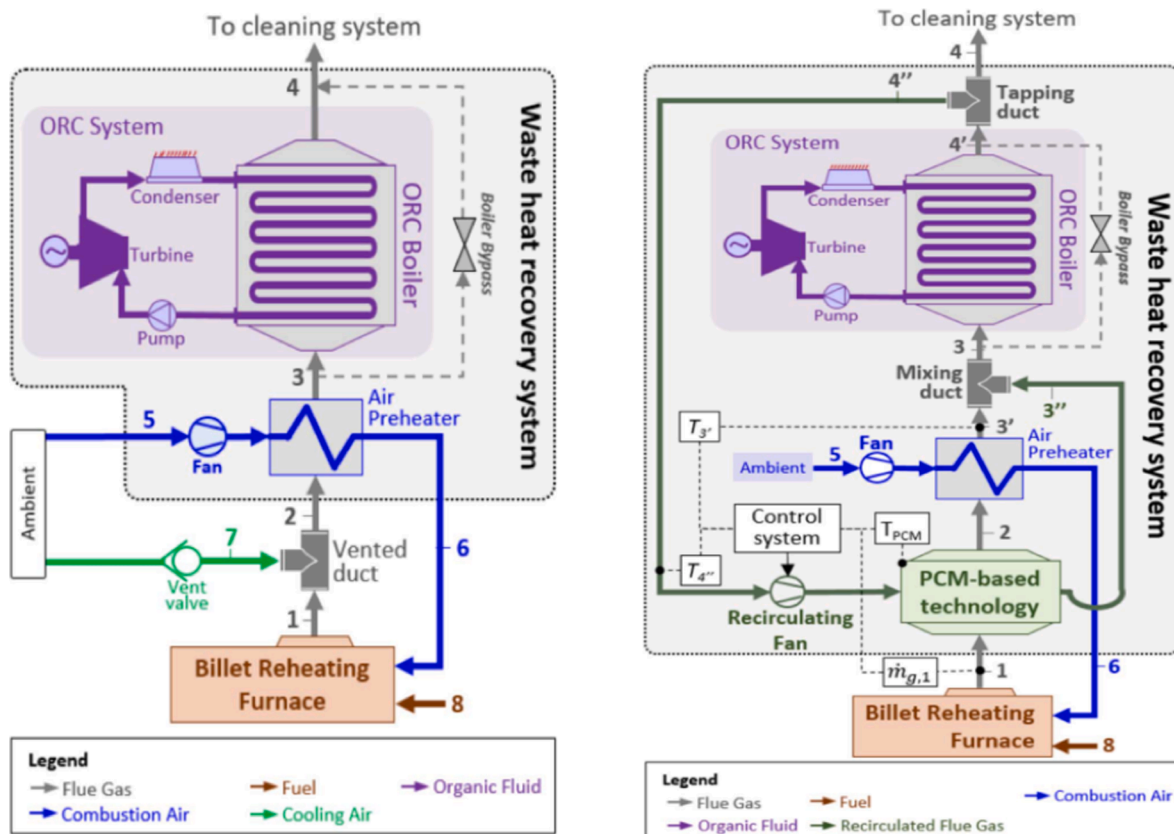 To cleaning system
4
ORC System
Condenser
Turbine
Pump
ORC Boiler
Boiler Bypass
Waste heat recovery system
3
5
Fan
Air
Preheater
Ambient
2
6
7
Vent
valve
Vented
duct
1
Billet Reheating
Furnace
8
Legend
Flue Gas
Fuel
Organic Fluid
Combustion Air
Cooling Air
To cleaning system
4
4''
Tapping
duct
ORC System
4'
Condenser
Turbine
Pump
ORC Boiler
Boiler Bypass
Waste heat recovery system
3
Mixing
duct
3''
T3'
3'
Fan
Air
Preheater
Ambient
5
Control
system
TPCM
2
T4''
PCM-based
technology
Recirculating
Fan
6
ṁg,1
1
Billet Reheating
Furnace
8
Legend
Flue Gas
Fuel
Combustion Air
Organic Fluid
Recirculated Flue Gas